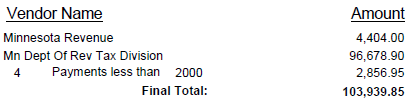 Vendor Name Amount
Minnesota Revenue 4,404.00
Mn Dept Of Rev Tax Division 96,678.90
4 Payments less than 2000 2,856.95
Final Total: 103,939.85